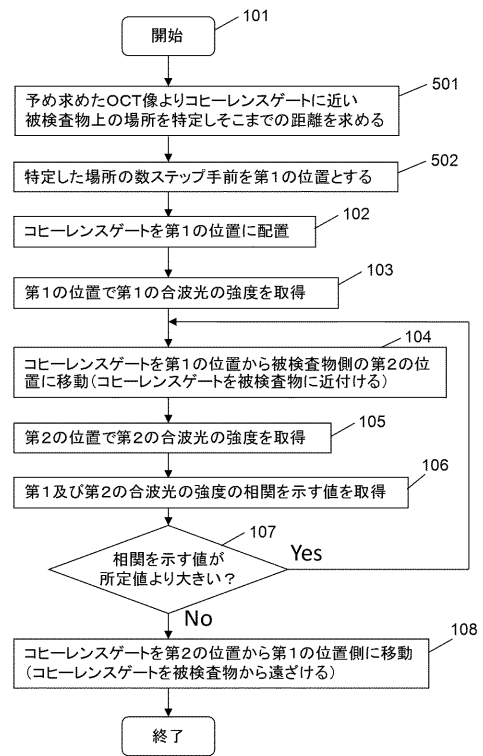 開始
101
予め求めたOCT像よりコヒーレンスゲートに近い
被検査物上の場所を特定しそこまでの距離を求める
501
特定した場所の数ステップ手前を第1の位置とする
502
コヒーレンスゲートを第1の位置に配置
102
第1の位置で第1の合波光の強度を取得
103
コヒーレンスゲートを第1の位置から被検査物側の第2の位
置に移動(コヒーレンスゲートを被検査物に近付ける)
104
第2の位置で第2の合波光の強度を取得
105
第1及び第2の合波光の強度の相関を示す値を取得
106
相関を示す値が
所定値より大きい?
107
Yes
No
コヒーレンスゲートを第2の位置から第1の位置側に移動
(コヒーレンスゲートを被検査物から遠ざける)
108
終了